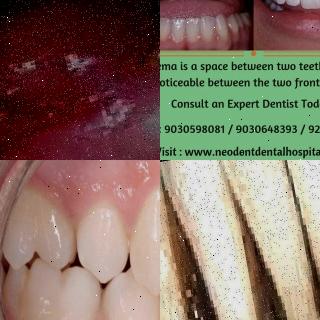 ema is a space between two teet
oticeable between the two front
Consult an Expert Dentist Tod
: 9030598081 / 9030648393 / 92
Visit : www.neodentdentalhospita